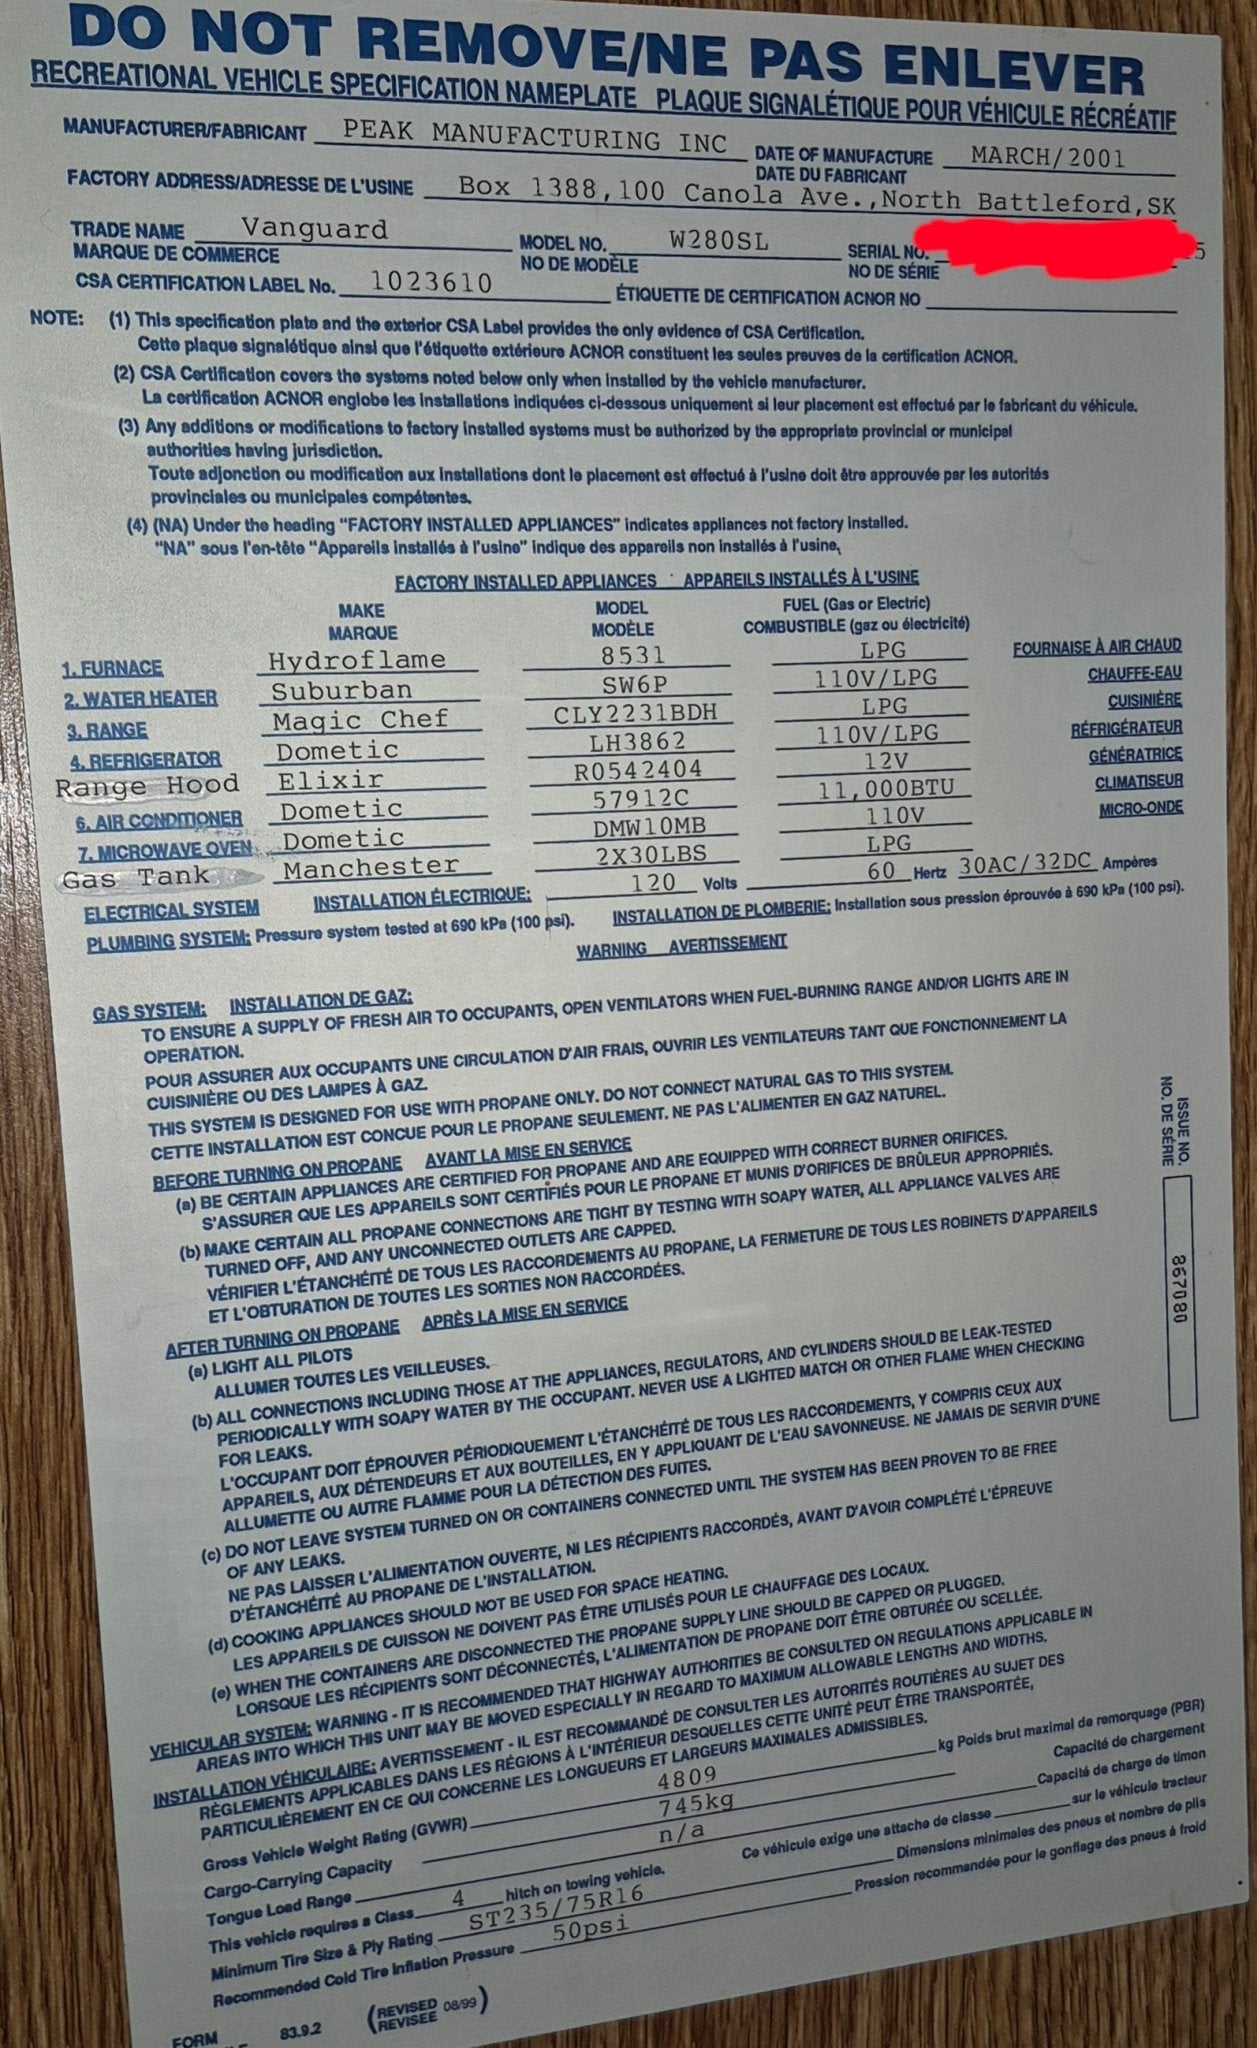 DO NOT REMOVE/NE PAS ENLEVER
RECREATIONAL VEHICLE SPECIFICATION NAMEPLATE PLAQUE SIGNALÉTIQUE POUR VÉHICULE RÉCRÉATIF
MANUFACTURER/FABRICANT PEAK MANUFACTURING INC DATE OF MANUFACTURE MARCH/2001
DATE DU FABRICANT
FACTORY ADDRESS/ADRESSE DE L'USINE Box 1388,100 Canola Ave.,North Battleford,SK
TRADE NAME Vanguard MODEL NO. W280SL SERIAL NO. 5
MARQUE DE COMMERCE NO DE MODÈLE NO DE SÉRIE
CSA CERTIFICATION LABEL No. 1023610 ÉTIQUETTE DE CERTIFICATION ACNOR NO
NOTE: (1) This specification plate and the exterior CSA Label provides the only evidence of CSA Certification.
Cette plaque signalétique ainsi que l'étiquette extérieure ACNOR constituent les seules preuves de la certification ACNOR.
(2) CSA Certification covers the systems noted below only when installed by the vehicle manufacturer.
La certification ACNOR englobe les installations indiquées ci-dessous uniquement si leur placement est effectué par le fabricant du véhicule.
(3) Any additions or modifications to factory installed systems must be authorized by the appropriate provincial or municipal
authorities having jurisdiction.
Toute adjonction ou modification aux installations dont le placement est effectué à l'usine doit être approuvée par les autorités
provinciales ou municipales compétentes.
(4) (NA) Under the heading "FACTORY INSTALLED APPLIANCES" indicates appliances not factory installed.
"NA" sous l'en-tête "Appareils installés à l'usine" indique des appareils non installés à l'usine,
FACTORY INSTALLED APPLIANCES APPAREILS INSTALLÉS À L'USINE
MAKE MODEL FUEL (Gas or Electric)
MARQUE MODÈLE COMBUSTIBLE (gaz ou électricité)
1. FURNACE Hydroflame 8531 LPG FOURNAISE À AIR CHAUD
2. WATER HEATER Suburban SW6P 110V/LPG CHAUFFE-EAU
3. RANGE Magic Chef CLY2231BDH LPG CUISINIÈRE
4. REFRIGERATOR Dometic LH3862 110V/LPG RÉFRIGÉRATEUR
Range Hood Elixir R0542404 12V GÉNÉRATRICE
6. AIR CONDITIONER Dometic 57912C 11,000BTU CLIMATISEUR
7. MICROWAVE OVEN Dometic DMW10MB 110V MICRO-ONDE
Gas Tank Manchester 2X30LBS LPG
ELECTRICAL SYSTEM INSTALLATION ÉLECTRIQUE: 120 Volts 60 Hertz 30AC/32DC Ampères
PLUMBING SYSTEM: Pressure system tested at 690 kPa (100 psi). INSTALLATION DE PLOMBERIE: Installation sous pression éprouvée à 690 kPa (100 psi).
WARNING AVERTISSEMENT
GAS SYSTEM: INSTALLATION DE GAZ:
TO ENSURE A SUPPLY OF FRESH AIR TO OCCUPANTS, OPEN VENTILATORS WHEN FUEL-BURNING RANGE AND/OR LIGHTS ARE IN
OPERATION.
POUR ASSURER AUX OCCUPANTS UNE CIRCULATION D'AIR FRAIS, OUVRIR LES VENTILATEURS TANT QUE FONCTIONNEMENT LA
CUISINIÈRE OU DES LAMPES À GAZ.
THIS SYSTEM IS DESIGNED FOR USE WITH PROPANE ONLY. DO NOT CONNECT NATURAL GAS TO THIS SYSTEM.
CETTE INSTALLATION EST CONCUE POUR LE PROPANE SEULEMENT. NE PAS L'ALIMENTER EN GAZ NATUREL.
BEFORE TURNING ON PROPANE AVANT LA MISE EN SERVICE
(a) BE CERTAIN APPLIANCES ARE CERTIFIED FOR PROPANE AND ARE EQUIPPED WITH CORRECT BURNER ORIFICES.
S'ASSURER QUE LES APPAREILS SONT CERTIFIÉS POUR LE PROPANE ET MUNIS D'ORIFICES DE BRÛLEUR APPROPRIÉS.
(b) MAKE CERTAIN ALL PROPANE CONNECTIONS ARE TIGHT BY TESTING WITH SOAPY WATER, ALL APPLIANCE VALVES ARE
TURNED OFF, AND ANY UNCONNECTED OUTLETS ARE CAPPED.
VÉRIFIER L'ÉTANCHÉITÉ DE TOUS LES RACCORDEMENTS AU PROPANE, LA FERMETURE DE TOUS LES ROBINETS D'APPAREILS
ET L'OBTURATION DE TOUTES LES SORTIES NON RACCORDÉES.
AFTER TURNING ON PROPANE APRÈS LA MISE EN SERVICE
(a) LIGHT ALL PILOTS
ALLUMER TOUTES LES VEILLEUSES.
(b) ALL CONNECTIONS INCLUDING THOSE AT THE APPLIANCES, REGULATORS, AND CYLINDERS SHOULD BE LEAK-TESTED
PERIODICALLY WITH SOAPY WATER BY THE OCCUPANT. NEVER USE A LIGHTED MATCH OR OTHER FLAME WHEN CHECKING
FOR LEAKS.
L'OCCUPANT DOIT ÉPROUVER PÉRIODIQUEMENT L'ÉTANCHÉITÉ DE TOUS LES RACCORDEMENTS, Y COMPRIS CEUX AUX
APPAREILS, AUX DÉTENDEURS ET AUX BOUTEILLES, EN Y APPLIQUANT DE L'EAU SAVONNEUSE. NE JAMAIS DE SERVIR D'UNE
ALLUMETTE OU AUTRE FLAMME POUR LA DÉTECTION DES FUITES.
(c) DO NOT LEAVE SYSTEM TURNED ON OR CONTAINERS CONNECTED UNTIL THE SYSTEM HAS BEEN PROVEN TO BE FREE
OF ANY LEAKS.
NE PAS LAISSER L'ALIMENTATION OUVERTE, NI LES RÉCIPIENTS RACCORDÉS, AVANT D'AVOIR COMPLÉTÉ L'ÉPREUVE
D'ÉTANCHÉITÉ AU PROPANE DE L'INSTALLATION.
(d) COOKING APPLIANCES SHOULD NOT BE USED FOR SPACE HEATING.
LES APPAREILS DE CUISSON NE DOIVENT PAS ÊTRE UTILISÉS POUR LE CHAUFFAGE DES LOCAUX.
(e) WHEN THE CONTAINERS ARE DISCONNECTED THE PROPANE SUPPLY LINE SHOULD BE CAPPED OR PLUGGED.
LORSQUE LES RÉCIPIENTS SONT DÉCONNECTÉS, L'ALIMENTATION DE PROPANE DOIT ÊTRE OBTURÉE OU SCELLÉE.
VEHICULAR SYSTEM: WARNING - IT IS RECOMMENDED THAT HIGHWAY AUTHORITIES BE CONSULTED ON REGULATIONS APPLICABLE IN
AREAS INTO WHICH THIS UNIT MAY BE MOVED ESPECIALLY IN REGARD TO MAXIMUM ALLOWABLE LENGTHS AND WIDTHS.
INSTALLATION VÉHICULAIRE: AVERTISSEMENT - IL EST RECOMMANDÉ DE CONSULTER LES AUTORITÉS ROUTIÈRES AU SUJET DES
RÈGLEMENTS APPLICABLES DANS LES RÉGIONS À L'INTÉRIEUR DESQUELLES CETTE UNITÉ PEUT ÊTRE TRANSPORTÉE,
PARTICULIÈREMENT EN CE QUI CONCERNE LES LONGUEURS ET LARGEURS MAXIMALES ADMISSIBLES.
Gross Vehicle Weight Rating (GVWR) 4809 kg Poids brut maximal de remorquage (PBR)
Cargo-Carrying Capacity 745kg Capacité de chargement
Tongue Load Range n/a Capacité de charge de timon
This vehicle requires a Class 4 hitch on towing vehicle. Ce véhicule exige une attache de classe sur le véhicule tracteur
Minimum Tire Size & Ply Rating ST235/75R16 Dimensions minimales des pneus et nombre de plis
Recommended Cold Tire Inflation Pressure 50psi Pression recommandée pour le gonflage des pneus à froid
FORM 83.9.2 (REVISED 08/99)
REVISEE
ISSUE NO.
NO. DE SÉRIE
867080